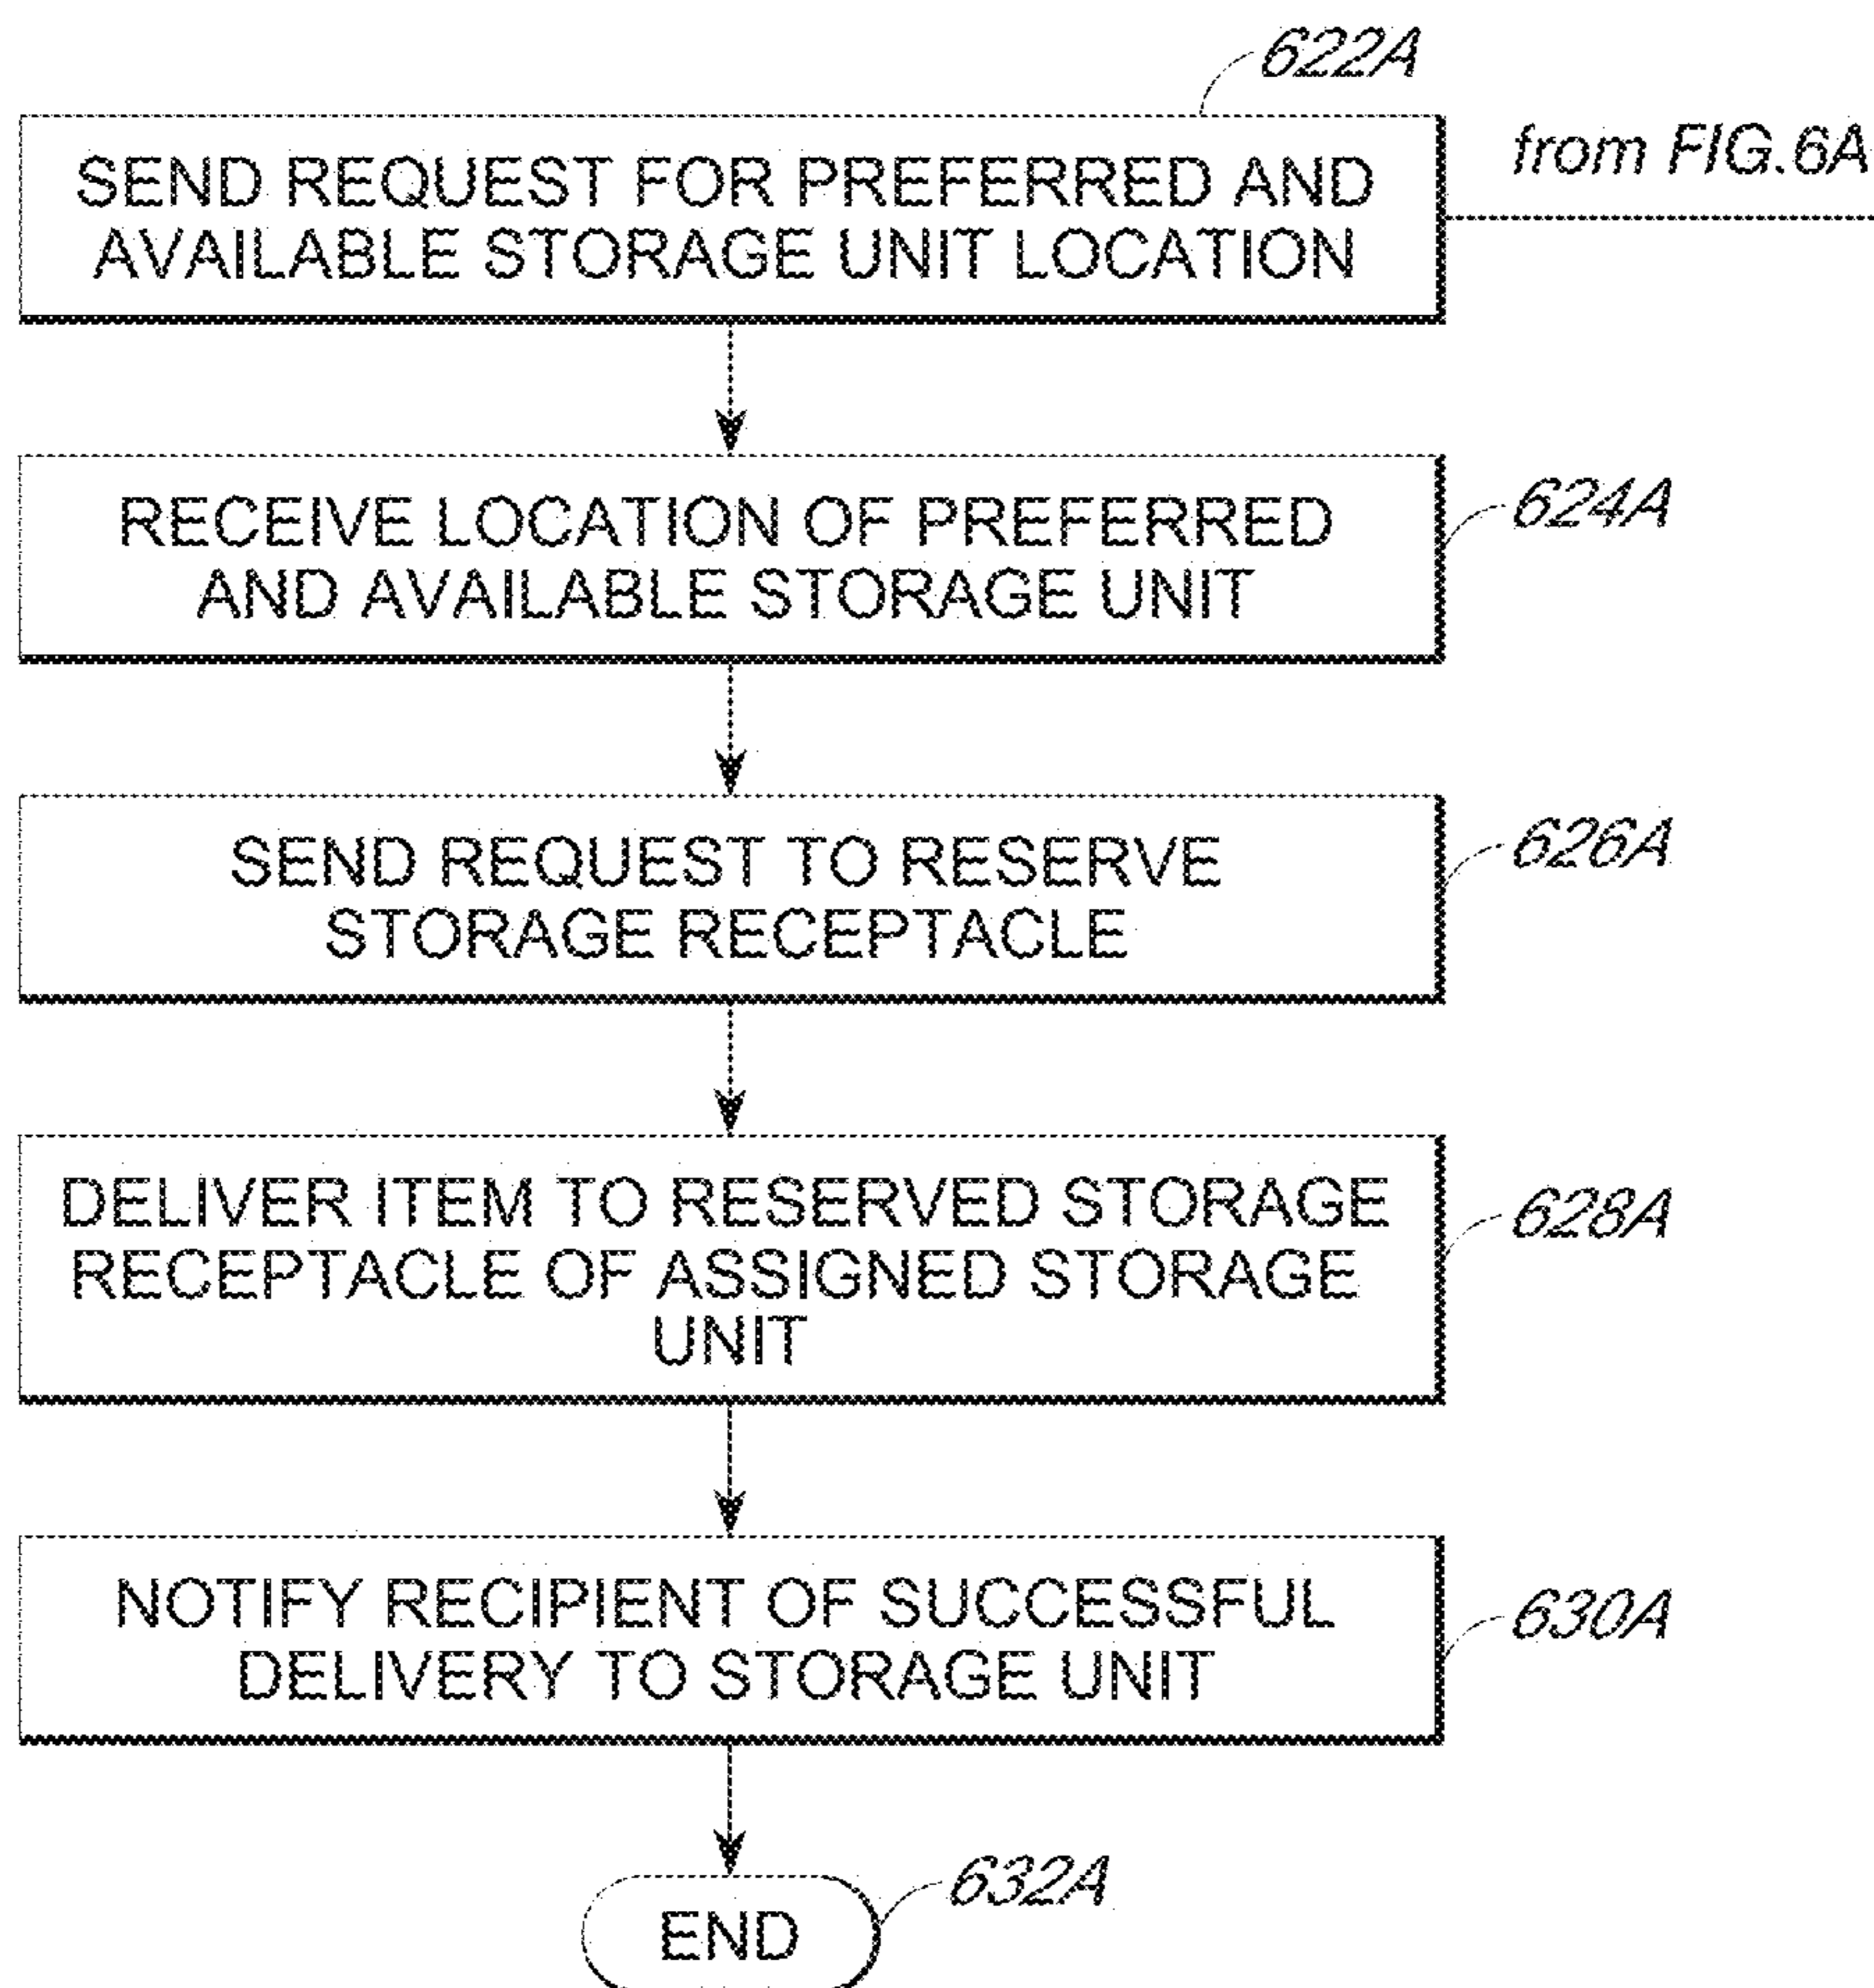 622A
from FIG.6A
SEND REQUEST FOR PREFERRED AND
AVAILABLE STORAGE UNIT LOCATION
RECEIVE LOCATION OF PREFERRED
AND AVAILABLE STORAGE UNIT
624A
SEND REQUEST TO RESERVE
STORAGE RECEPTACLE
626A
DELIVER ITEM TO RESERVED STORAGE
RECEPTACLE OF ASSIGNED STORAGE
UNIT
628A
NOTIFY RECIPIENT OF SUCCESSFUL
DELIVERY TO STORAGE UNIT
630A
END
632A